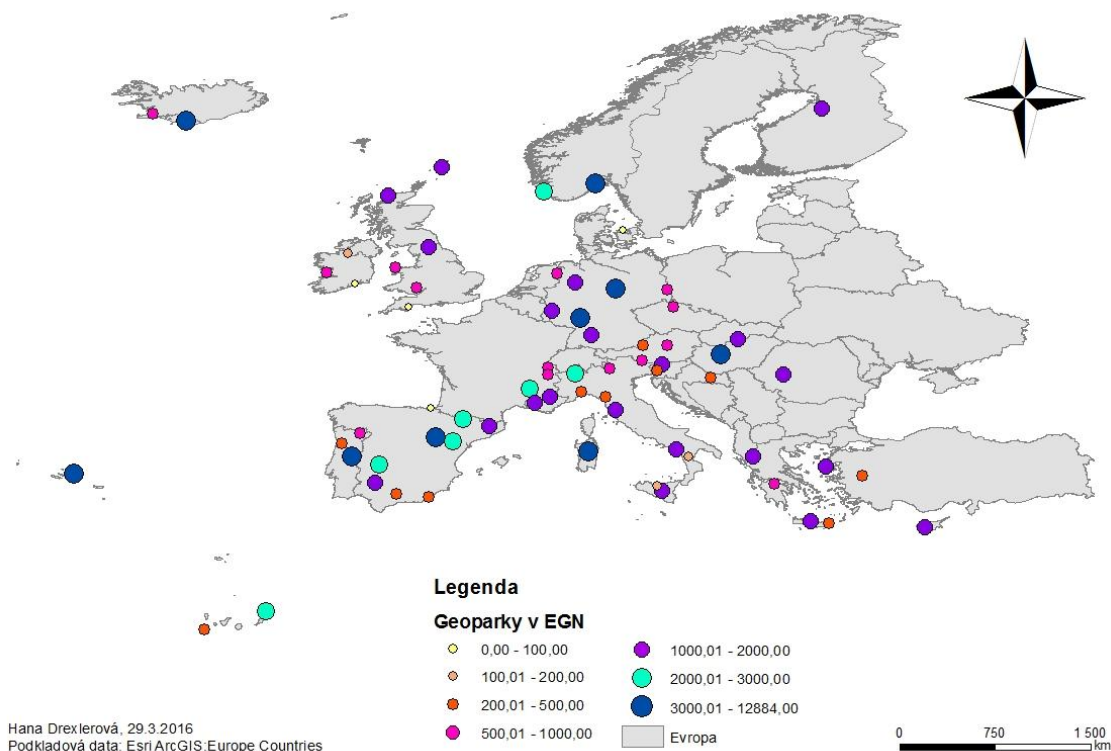 Legenda
Geoparky v EGN
0,00 - 100,00
100,01 - 200,00
200,01 - 500,00
500,01 - 1000,00
1000,01 - 2000,00
2000,01 - 3000,00
3000,01 - 12884,00
Evropa
Hana Drexlerová, 29.3.2016
Podkladová data: Esri ArcGIS:Europe Countries
0 750 1 500
km